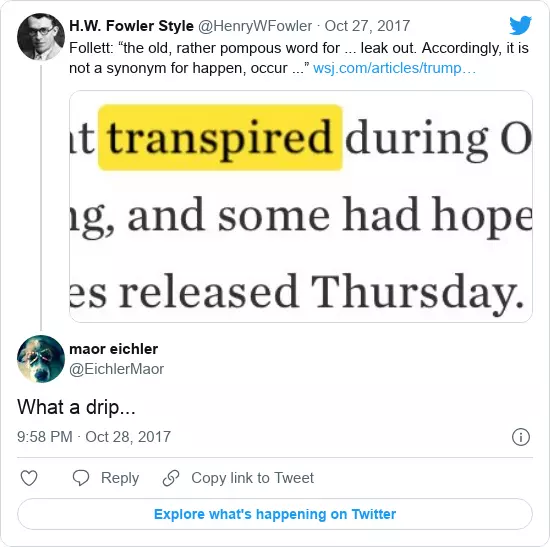 H.W. Fowler Style @HenryWFowler · Oct 27, 2017
Follett: “the old, rather pompous word for ... leak out. Accordingly, it is
not a synonym for happen, occur ...” wsj.com/articles/trump…
at transpired during O
ng, and some had hope
es released Thursday.
maor eichler
@EichlerMaor
What a drip...
9:58 PM · Oct 28, 2017
Reply Copy link to Tweet
Explore what's happening on Twitter